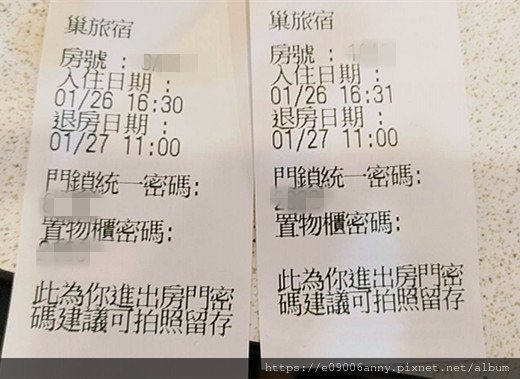 巢旅宿
房號：
入住日期：
01/26 16:30
退房日期：
01/27 11:00
門鎖統一密碼:
置物櫃密碼:
此為你進出房門密
碼建議可拍照留存
巢旅宿
房號：
入住日期：
01/26 16:31
退房日期：
01/27 11:00
門鎖統一密碼:
置物櫃密碼:
此為你進出房門密
碼建議可拍照留存
https://e09006anny.pixnet.net/album